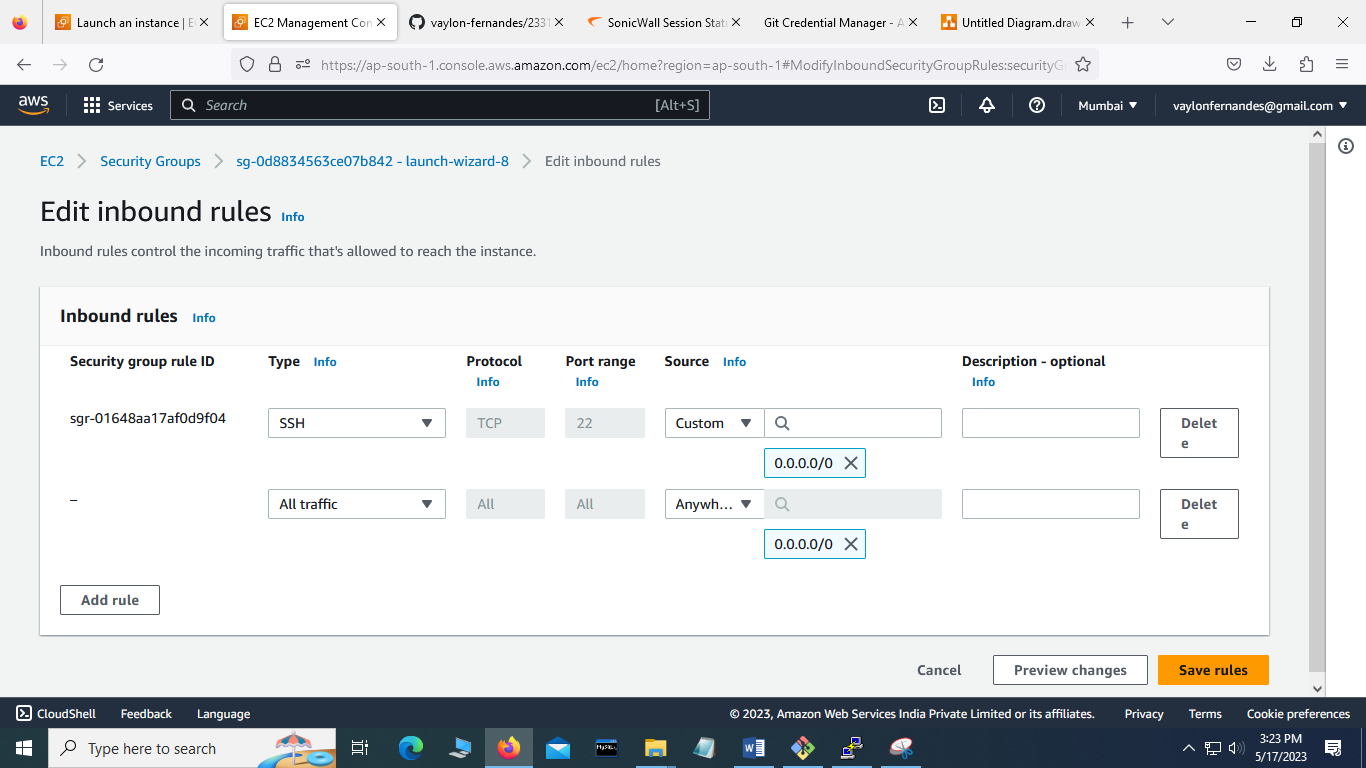 Launch an instance | E
EC2 Management Con
vaylon-fernandes/2331
SonicWall Session Stat
Git Credential Manager - A
Untitled Diagram.draw
https://ap-south-1.console.aws.amazon.com/ec2/home?region=ap-south-1#ModifyInboundSecurityGroupRules:securityG
aws
Services
Search
[Alt+S]
Mumbai
vaylonfernandes@gmail.com
EC2
Security Groups
sg-0d8834563ce07b842 - launch-wizard-8
Edit inbound rules
Edit inbound rules Info
Inbound rules control the incoming traffic that's allowed to reach the instance.
Inbound rules Info
Security group rule ID
Type Info
Protocol
Info
Port range
Info
Source Info
Description - optional
Info
sgr-01648aa17af0d9f04
SSH
TCP
22
Custom
0.0.0.0/0
Delet
e
–
All traffic
All
All
Anywh...
0.0.0.0/0
Delet
e
Add rule
Cancel
Preview changes
Save rules
CloudShell
Feedback
Language
© 2023, Amazon Web Services India Private Limited or its affiliates.
Privacy
Terms
Cookie preferences
Type here to search
MySQL
W
3:23 PM
5/17/2023